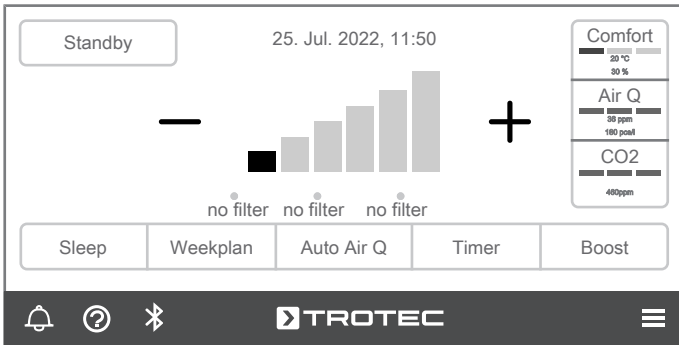 Standby
25. Jul. 2022, 11:50
Comfort
20 °C
30 %
Air Q
36 ppm
160 pcs/l
CO2
460ppm
no filter no filter no filter
Sleep Weekplan Auto Air Q Timer Boost
TROTEC